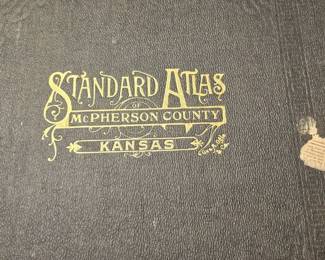 STANDARD ATLAS
OF
MCPHERSON COUNTY
KANSAS